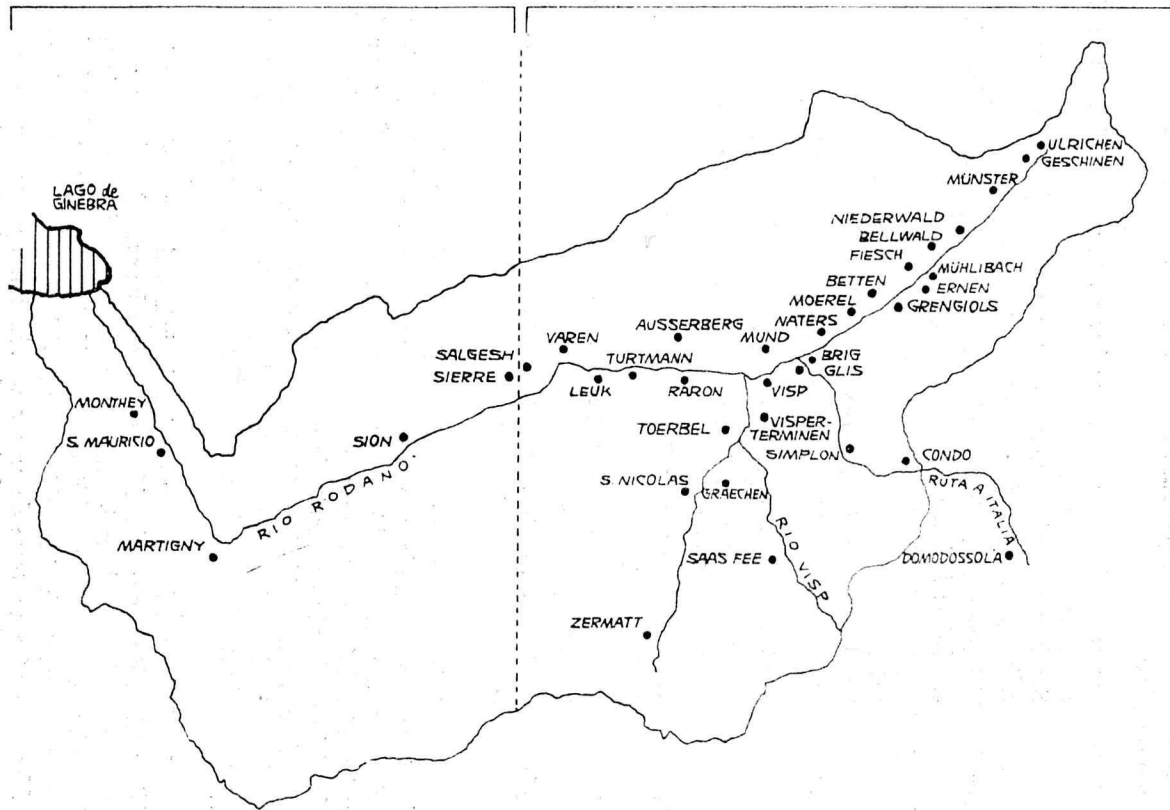 LAGO de
GINEBRA
MONTHEY
S. MAURICIO
MARTIGNY
RIO RODANO
SION
SALGESH
SIERRE
VAREN
LEUK
TURTMANN
AUSSERBERG
RARON
MUND
VISP
TOERBEL
VISPER-
TERMINEN
SIMPLON
S. NICOLAS
GRAECHEN
SAAS FEE
RIO VISP
ZERMATT
ULRICHEN
GESCHINEN
MÜNSTER
NIEDERWALD
BELLWALD
FIESCH
MÜHLIBACH
ERNEN
GRENGIOLS
BETTEN
MOEREL
NATERS
BRIG
GLIS
CONDO
RUTA A ITALIA
DOMODOSSOLA